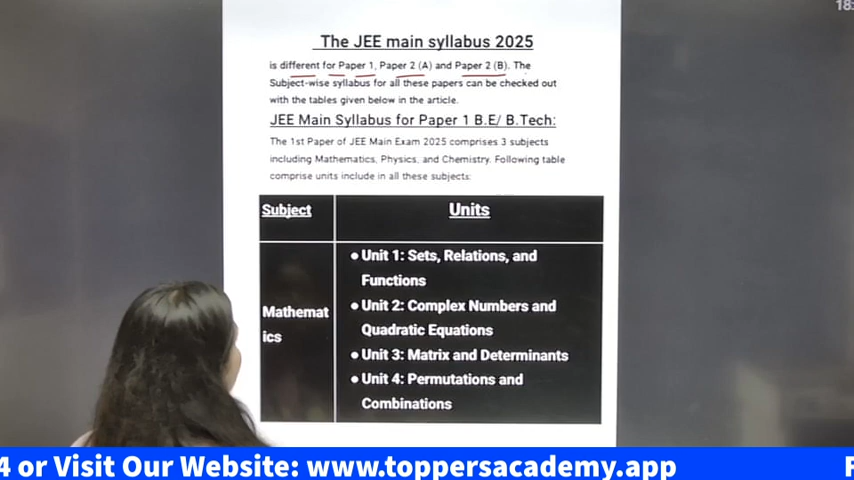 18:
The JEE main syllabus 2025
is different for Paper 1, Paper 2 (A) and Paper 2 (B). The
Subject-wise syllabus for all these papers can be checked out
with the tables given below in the article.
JEE Main Syllabus for Paper 1 B.E/ B.Tech:
The 1st Paper of JEE Main Exam 2025 comprises 3 subjects
including Mathematics, Physics, and Chemistry. Following table
comprise units include in all these subjects:
Subject
Units
Mathemat
ics
● Unit 1: Sets, Relations, and
Functions
● Unit 2: Complex Numbers and
Quadratic Equations
● Unit 3: Matrix and Determinants
● Unit 4: Permutations and
Combinations
4 or Visit Our Website: www.toppersacademy.app
F